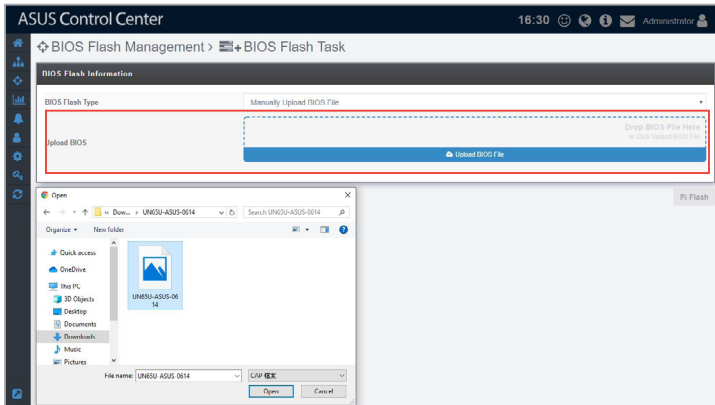 ASUS Control Center
16:30
Administrator
BIOS Flash Management >
BIOS Flash Task
BIOS Flash Information
BIOS Flash Type
Manually Upload BIOS File
Upload BIOS
Drop BIOS File Here
or Click Upload BIOS File
Upload BIOS File
Flash
Open
Dow...
UN65U-ASUS-0614
Search UN65U-ASUS-0614
Organize
New folder
Quick access
OneDrive
This PC
3D Objects
Desktop
Documents
Downloads
Music
Pictures
UN65U-ASUS-06
14
File name:
UN65U-ASUS-0614
CAP 檔案
Open
Cancel